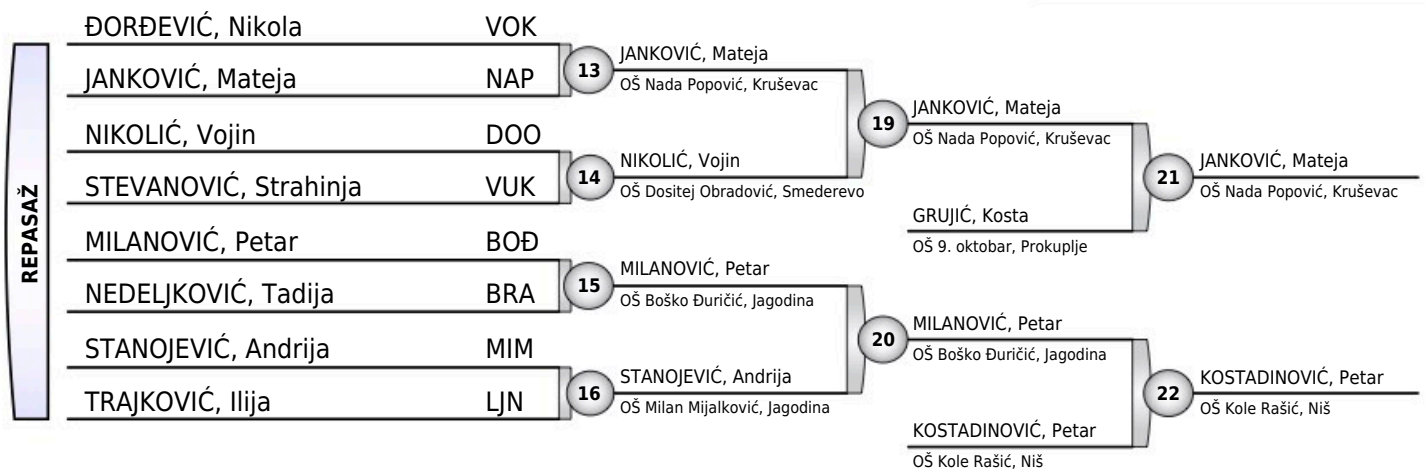 REPASAŽ
ĐORĐEVIĆ, Nikola VOK
JANKOVIĆ, Mateja NAP
NIKOLIĆ, Vojin DOO
STEVANOVIĆ, Strahinja VUK
MILANOVIĆ, Petar BOĐ
NEDELJKOVIĆ, Tadija BRA
STANOJEVIĆ, Andrija MIM
TRAJKOVIĆ, Ilija LJN
13
JANKOVIĆ, Mateja
OŠ Nada Popović, Kruševac
14
NIKOLIĆ, Vojin
OŠ Dositej Obradović, Smederevo
15
MILANOVIĆ, Petar
OŠ Boško Đuričić, Jagodina
16
STANOJEVIĆ, Andrija
OŠ Milan Mijalković, Jagodina
19
JANKOVIĆ, Mateja
OŠ Nada Popović, Kruševac
GRUJIĆ, Kosta
OŠ 9. oktobar, Prokuplje
20
MILANOVIĆ, Petar
OŠ Boško Đuričić, Jagodina
KOSTADINOVIĆ, Petar
OŠ Kole Rašić, Niš
21
JANKOVIĆ, Mateja
OŠ Nada Popović, Kruševac
22
KOSTADINOVIĆ, Petar
OŠ Kole Rašić, Niš